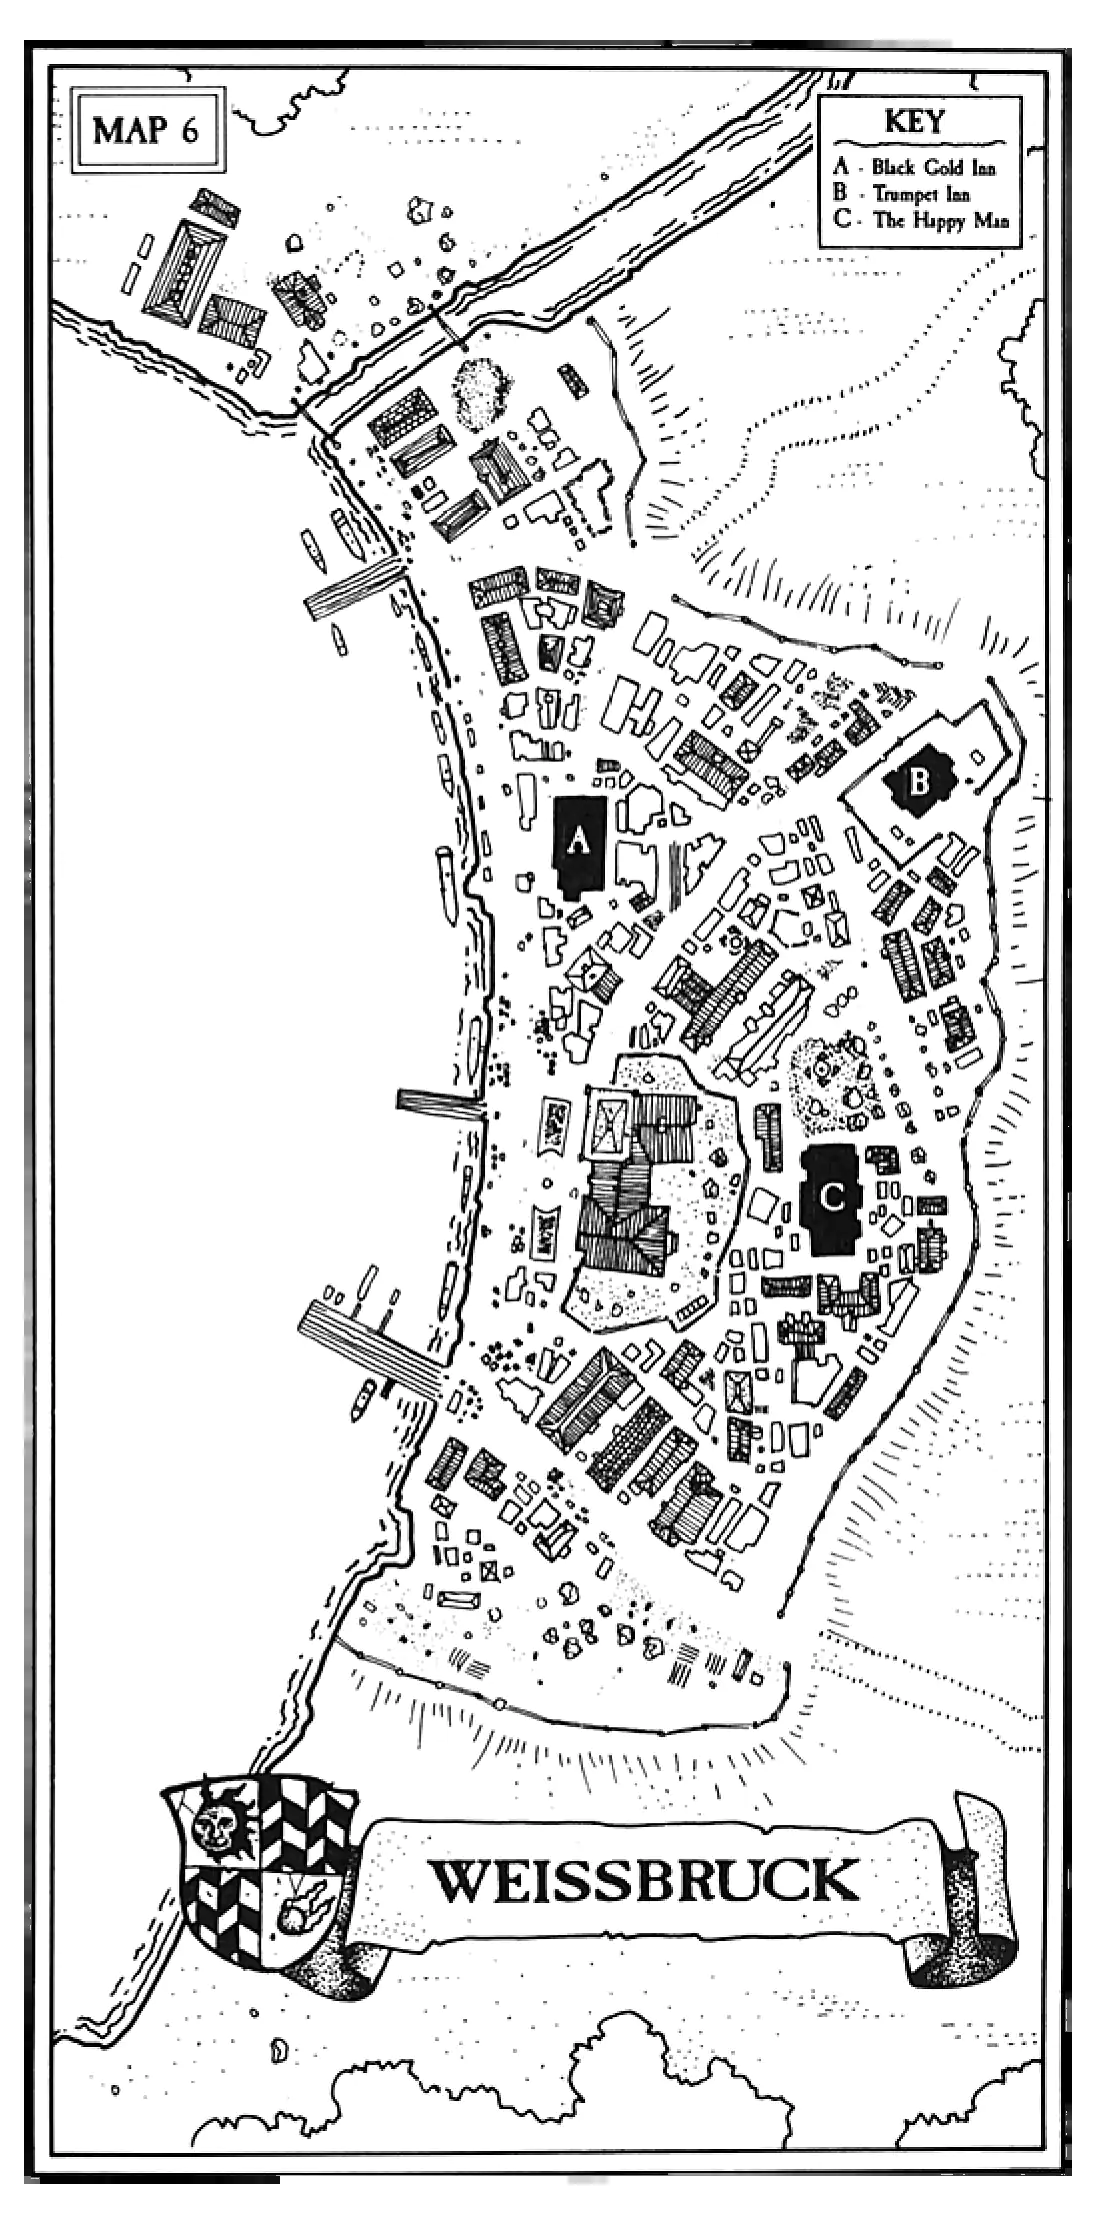 MAP 6
KEY
A - Black Gold Inn
B - Trumpet Inn
C - The Happy Man
B
A
C
WEISSBRUCK